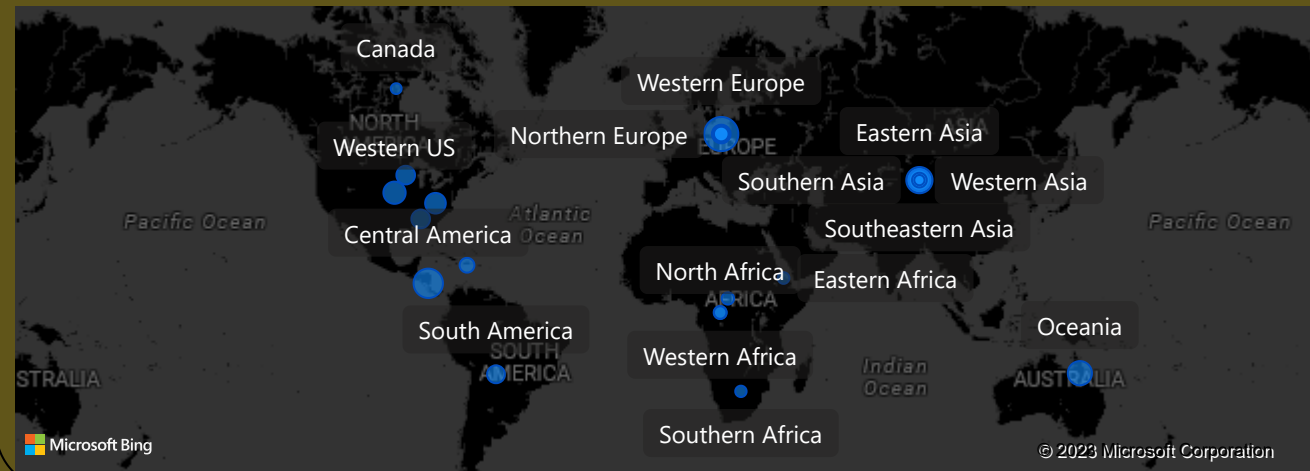 Canada
Western Europe
NORTH
AMERICA
Western US
Northern Europe
EUROPE
Eastern Asia
ASIA
Southern Asia
Western Asia
Pacific Ocean
Atlantic
Ocean
Central America
Southeastern Asia
Pacific Ocean
North Africa
AFRICA
Eastern Africa
South America
SOUTH
AMERICA
Western Africa
Indian
Ocean
Oceania
STRALIA
AUSTRALIA
Southern Africa
Microsoft Bing
© 2023 Microsoft Corporation